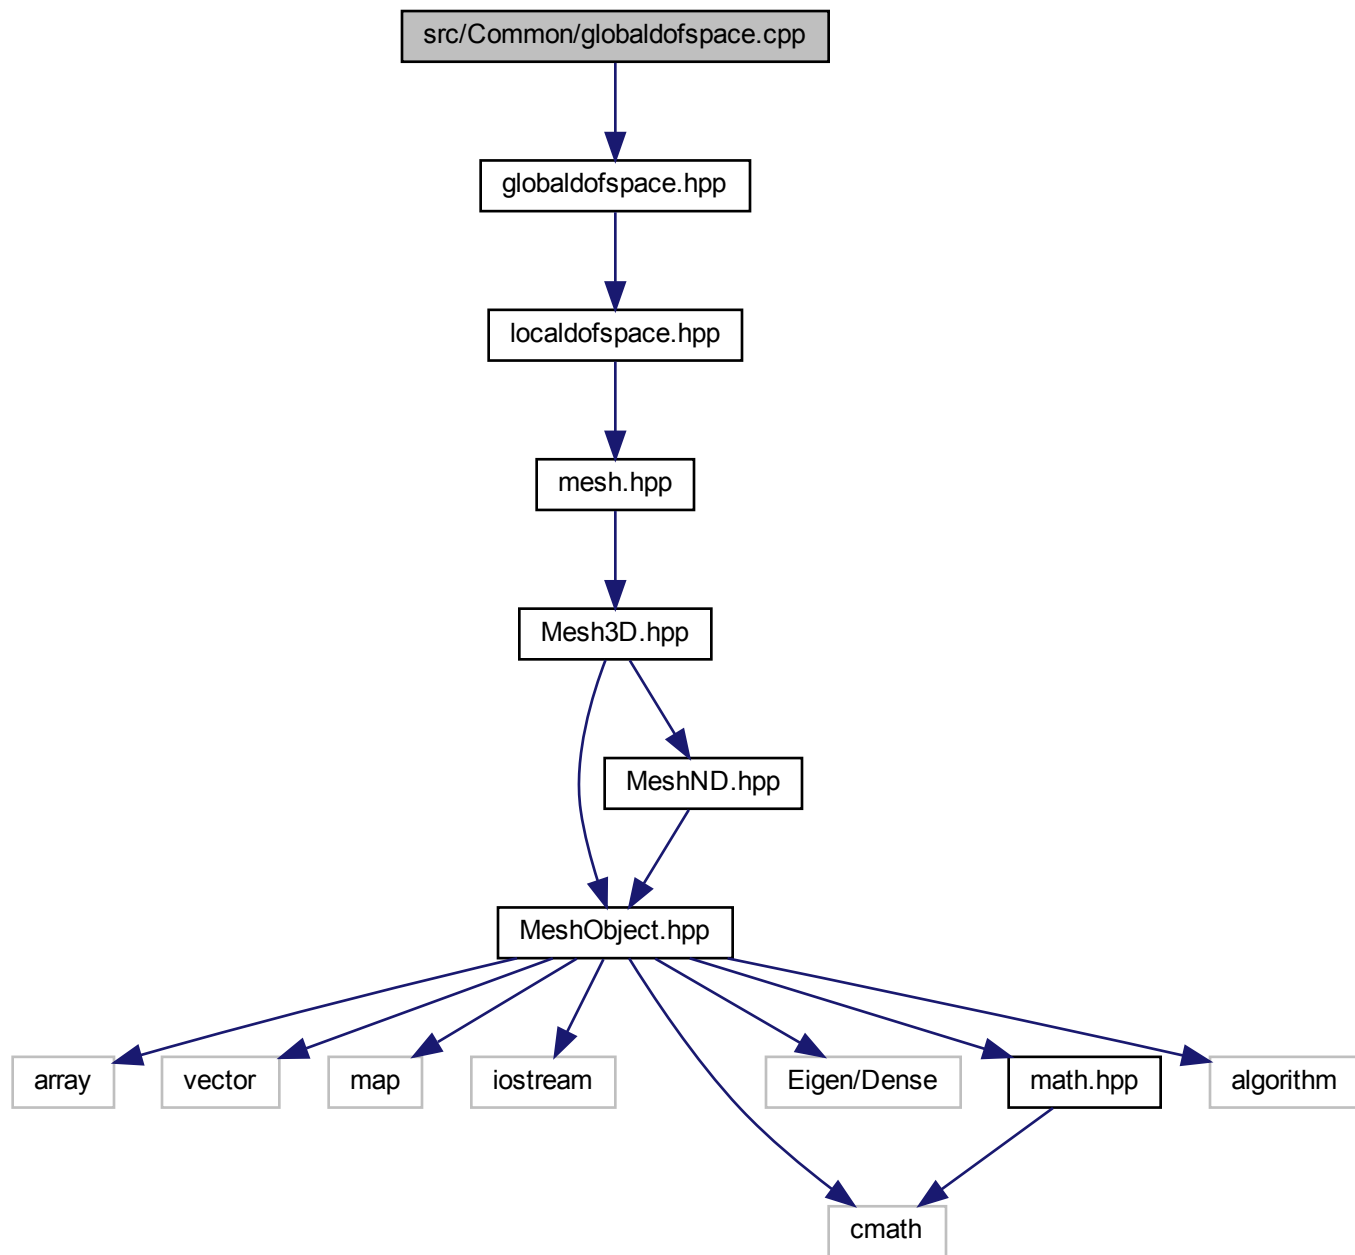 src/Common/globaldofspace.cpp
globaldofspace.hpp
localdofspace.hpp
mesh.hpp
Mesh3D.hpp
MeshND.hpp
MeshObject.hpp
array
vector
map
iostream
Eigen/Dense
math.hpp
algorithm
cmath